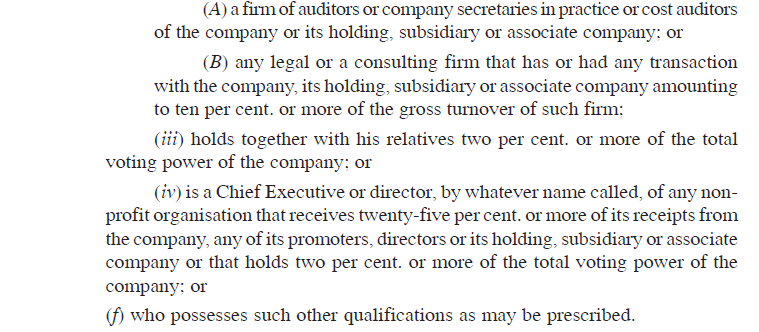 (A) a firm of auditors or company secretaries in practice or cost auditors
of the company or its holding, subsidiary or associate company; or
(B) any legal or a consulting firm that has or had any transaction
with the company, its holding, subsidiary or associate company amounting
to ten per cent. or more of the gross turnover of such firm;
(iii) holds together with his relatives two per cent. or more of the total
voting power of the company; or
(iv) is a Chief Executive or director, by whatever name called, of any non-
profit organisation that receives twenty-five per cent. or more of its receipts from
the company, any of its promoters, directors or its holding, subsidiary or associate
company or that holds two per cent. or more of the total voting power of the
company; or
(f) who possesses such other qualifications as may be prescribed.